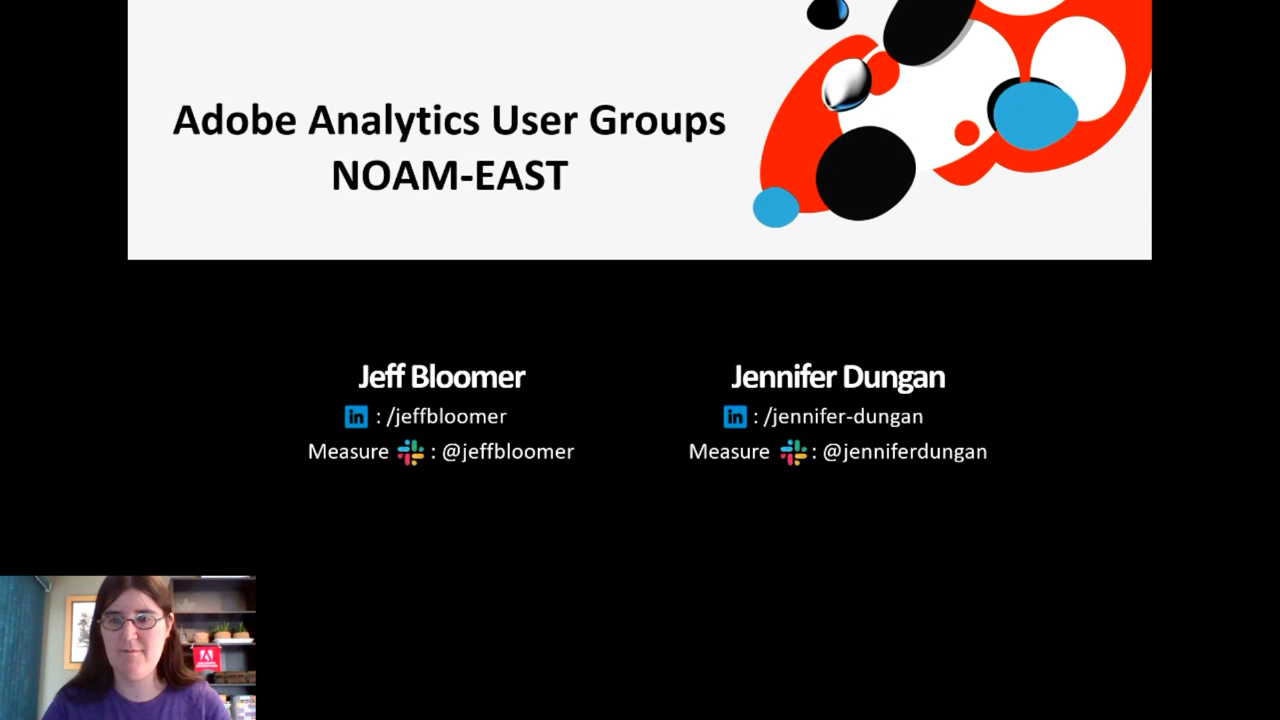 Adobe Analytics User Groups
NOAM-EAST
Jeff Bloomer
in : /jeffbloomer
Measure : @jeffbloomer
Jennifer Dungan
in : /jennifer-dungan
Measure : @jenniferdungan